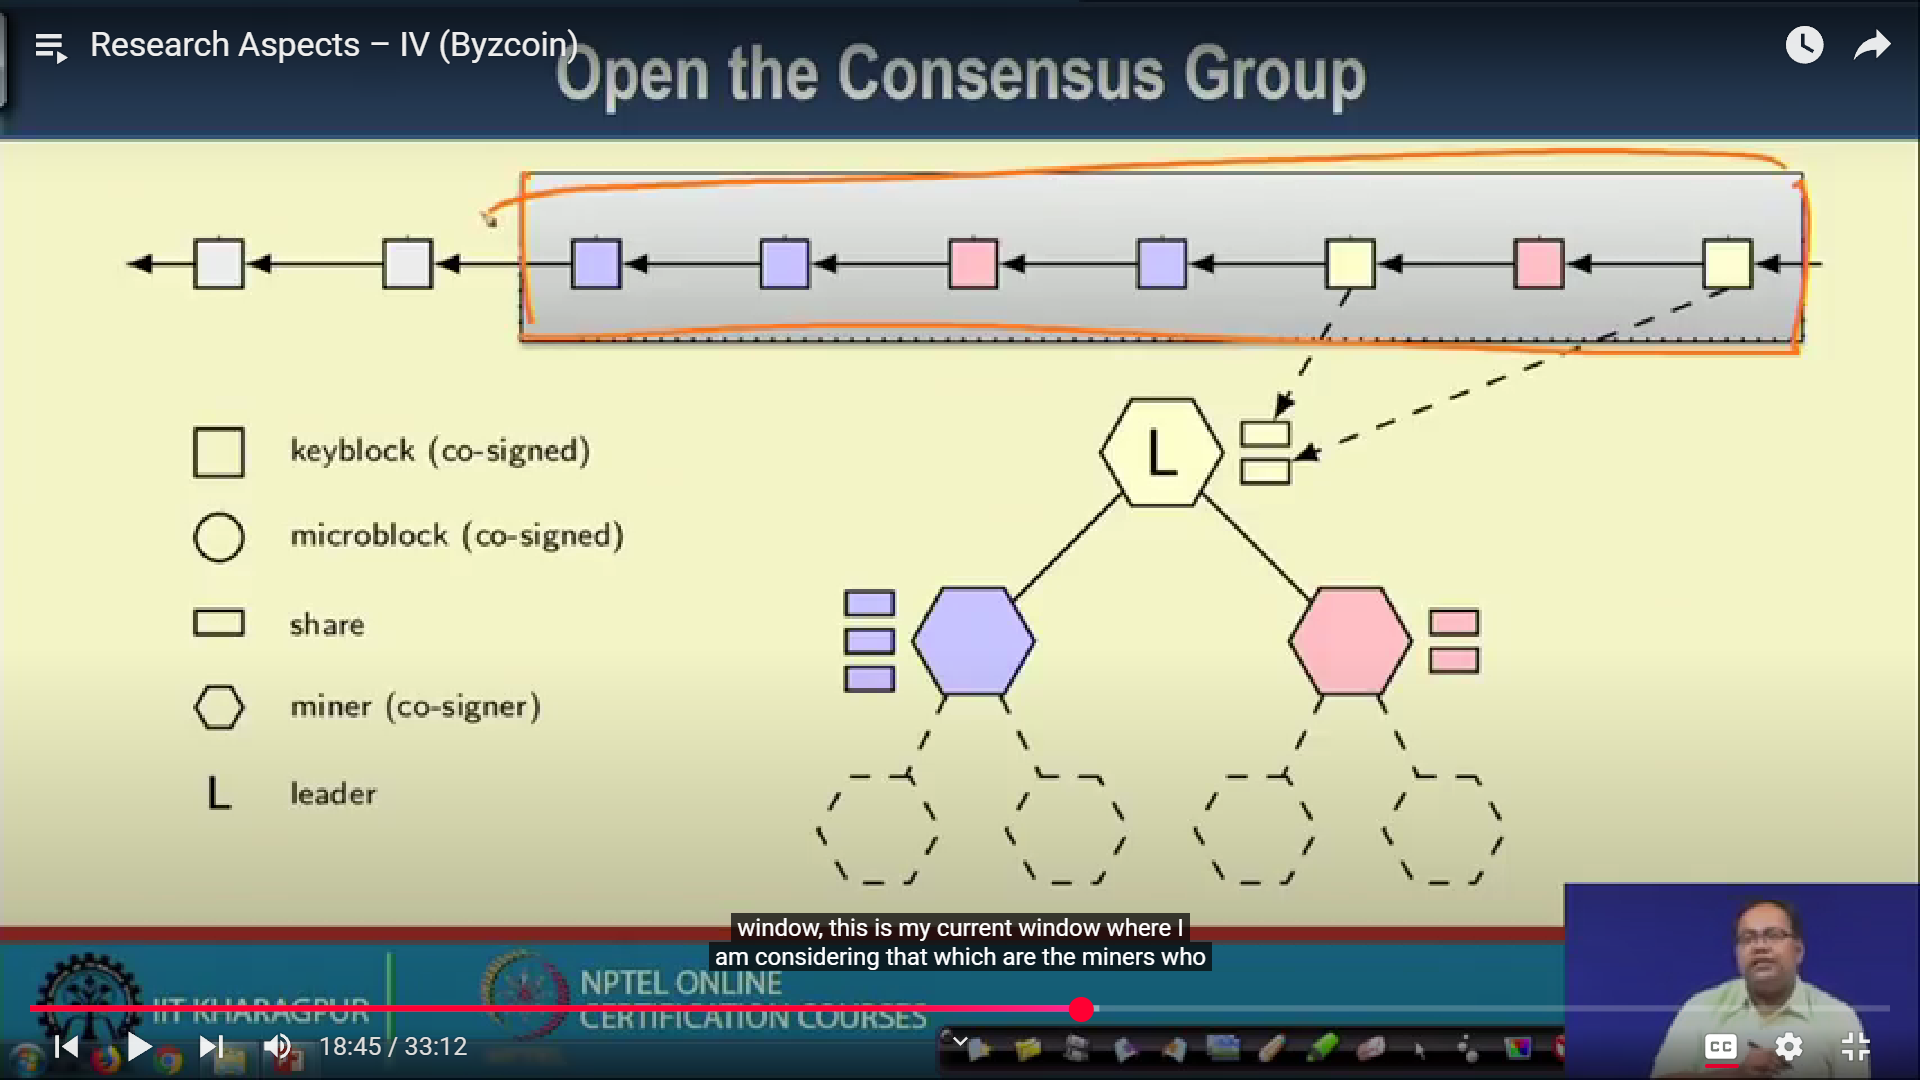 Research Aspects – IV (Byzcoin)
Open the Consensus Group
keyblock (co-signed)
microblock (co-signed)
share
miner (co-signer)
L leader
L
window, this is my current window where I
am considering that which are the miners who
IIT KHARAGPUR
NPTEL ONLINE
CERTIFICATION COURSES
18:45 / 33:12
CC